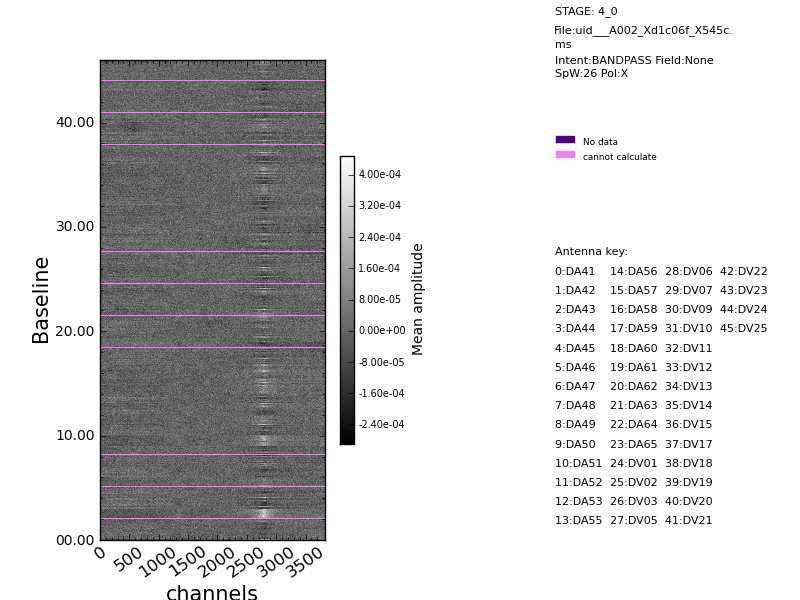 STAGE: 4_0
File:uid___A002_Xd1c06f_X545c.
ms
Intent:BANDPASS Field:None
SpW:26 Pol:X
No data
cannot calculate
40.00
30.00
20.00
10.00
00.00
Baseline
0
500
1000
1500
2000
2500
3000
3500
channels
4.00e-04
3.20e-04
2.40e-04
1.60e-04
8.00e-05
0.00e+00
-8.00e-05
-1.60e-04
-2.40e-04
Mean amplitude
Antenna key:
0:DA41 14:DA56 28:DV06 42:DV22
1:DA42 15:DA57 29:DV07 43:DV23
2:DA43 16:DA58 30:DV09 44:DV24
3:DA44 17:DA59 31:DV10 45:DV25
4:DA45 18:DA60 32:DV11
5:DA46 19:DA61 33:DV12
6:DA47 20:DA62 34:DV13
7:DA48 21:DA63 35:DV14
8:DA49 22:DA64 36:DV15
9:DA50 23:DA65 37:DV17
10:DA51 24:DV01 38:DV18
11:DA52 25:DV02 39:DV19
12:DA53 26:DV03 40:DV20
13:DA55 27:DV05 41:DV21